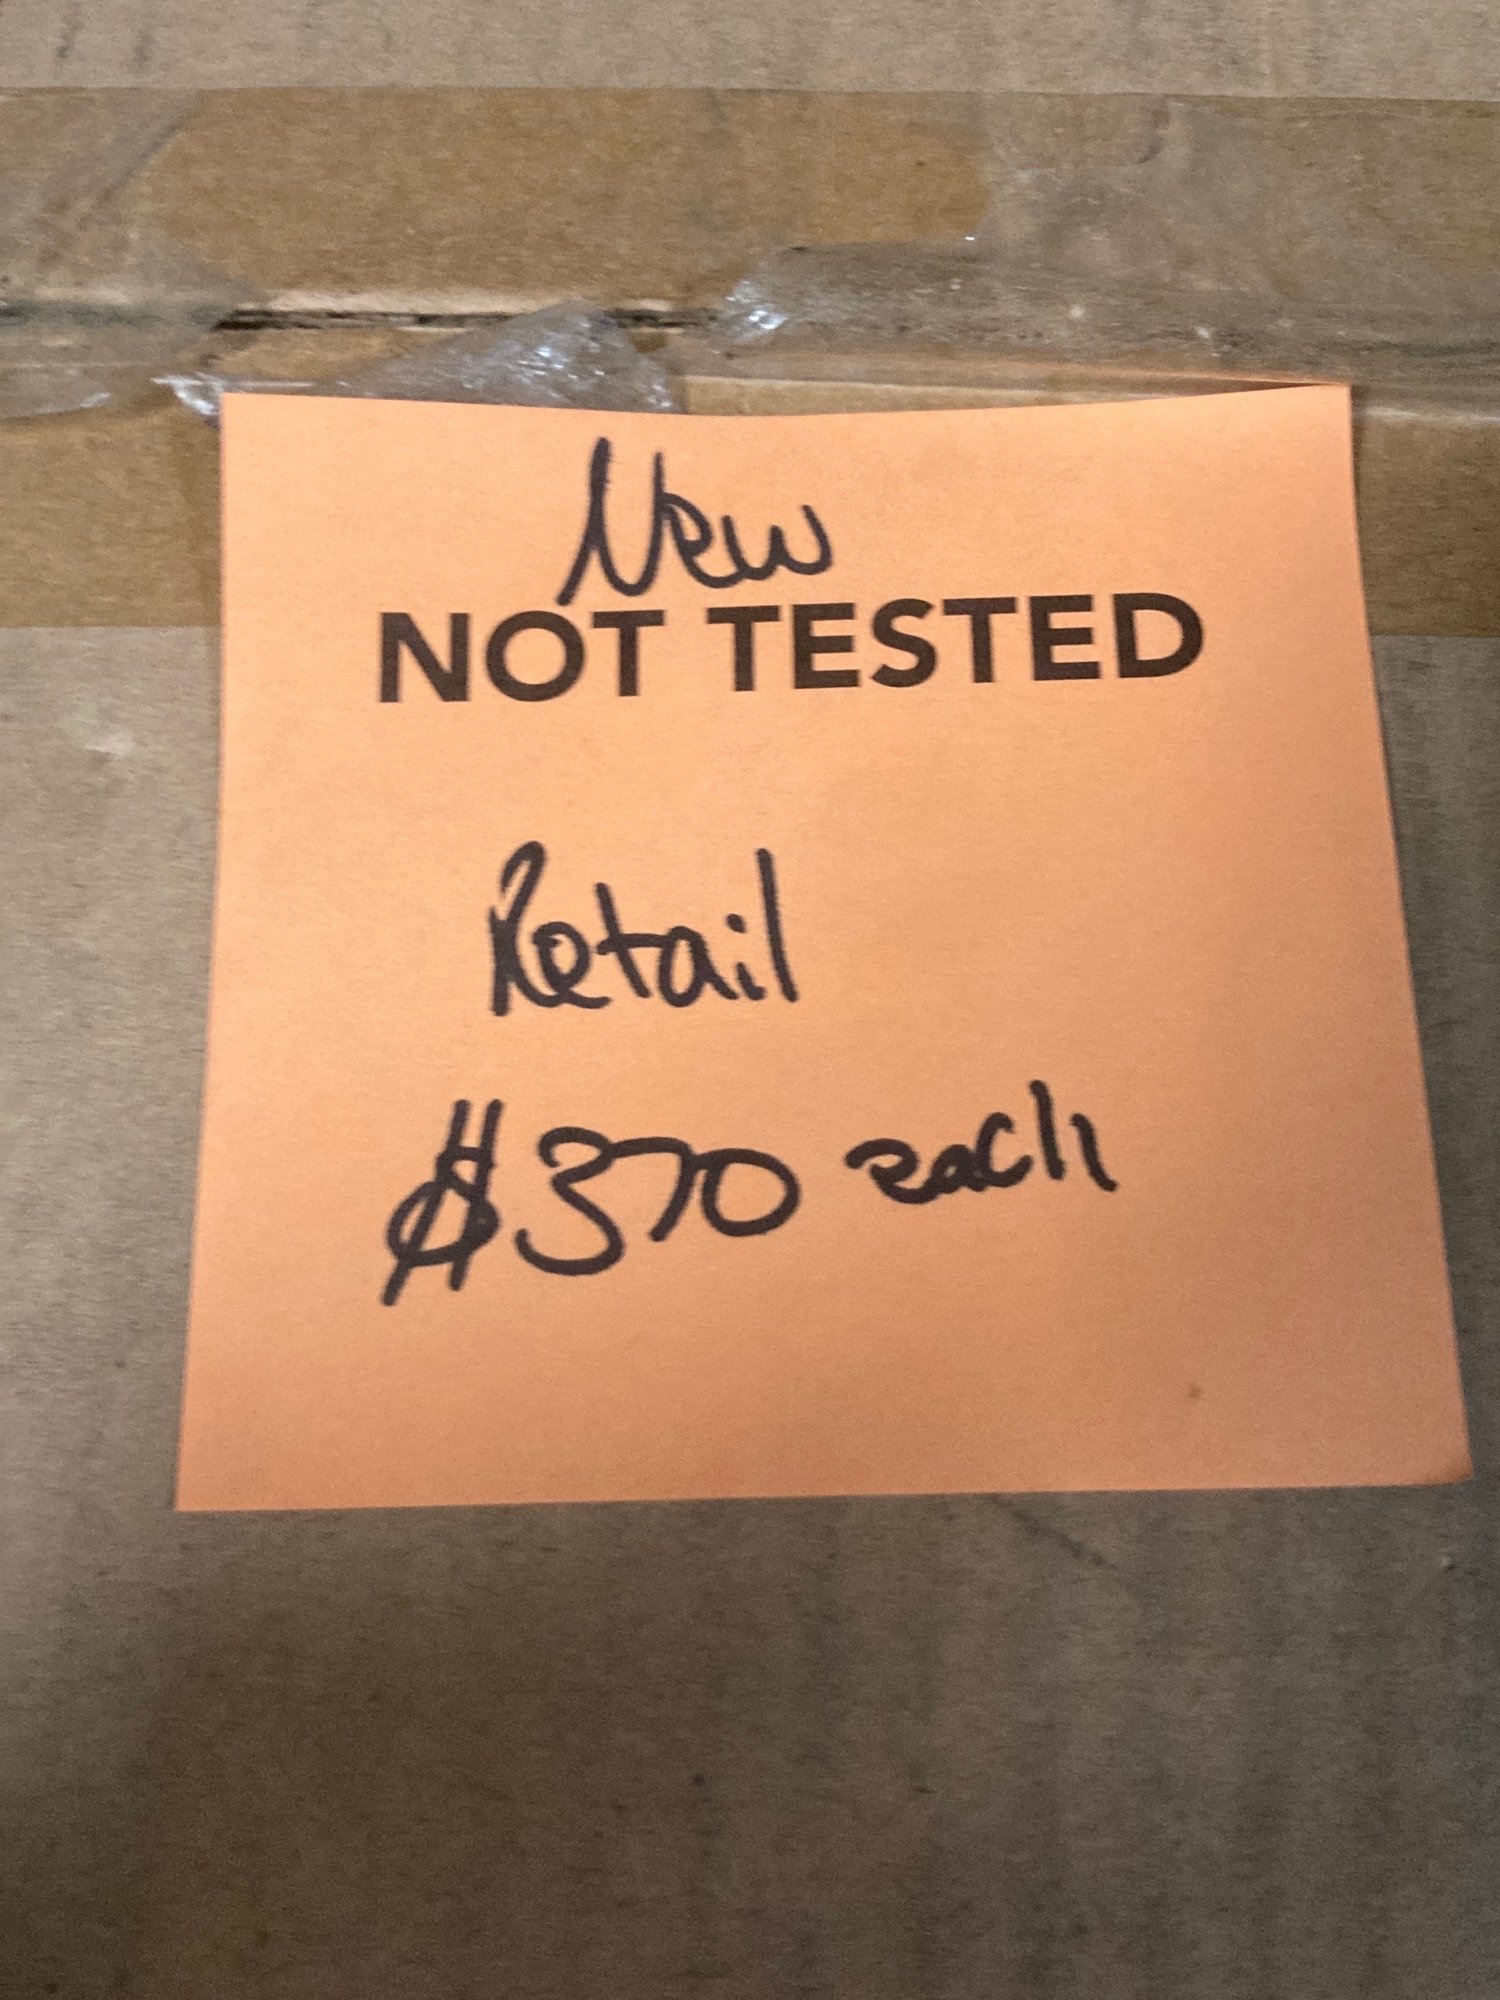 New
NOT TESTED
Retail
$370 each